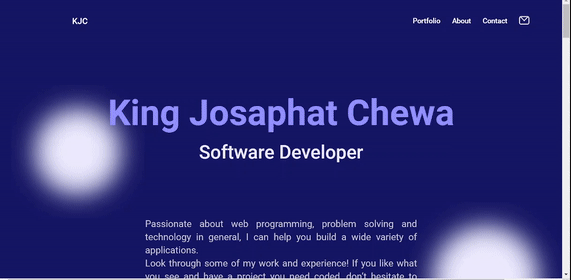 KJC
Portfolio About Contact
King Josaphat Chewa
Software Developer
Passionate about web programming, problem solving and
technology in general, I can help you build a wide variety of
applications.
Look through some of my work and experience! If you like what
you see and have a project you need coded, don't hesitate to